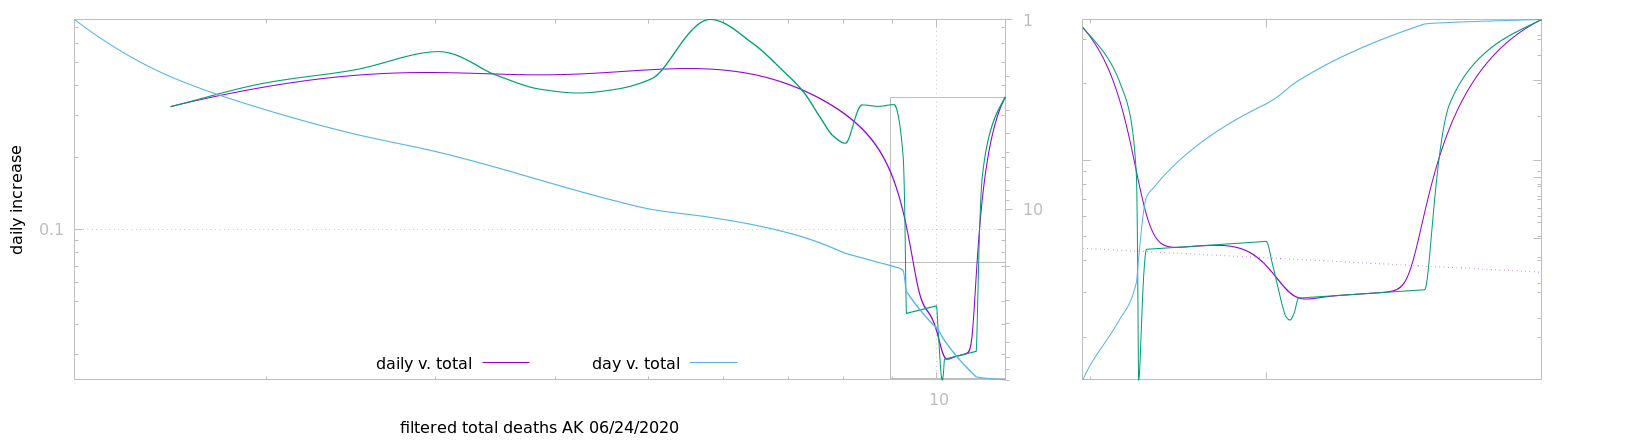 1
daily increase
0.1
10
daily v. total
day v. total
10
filtered total deaths AK 06/24/2020